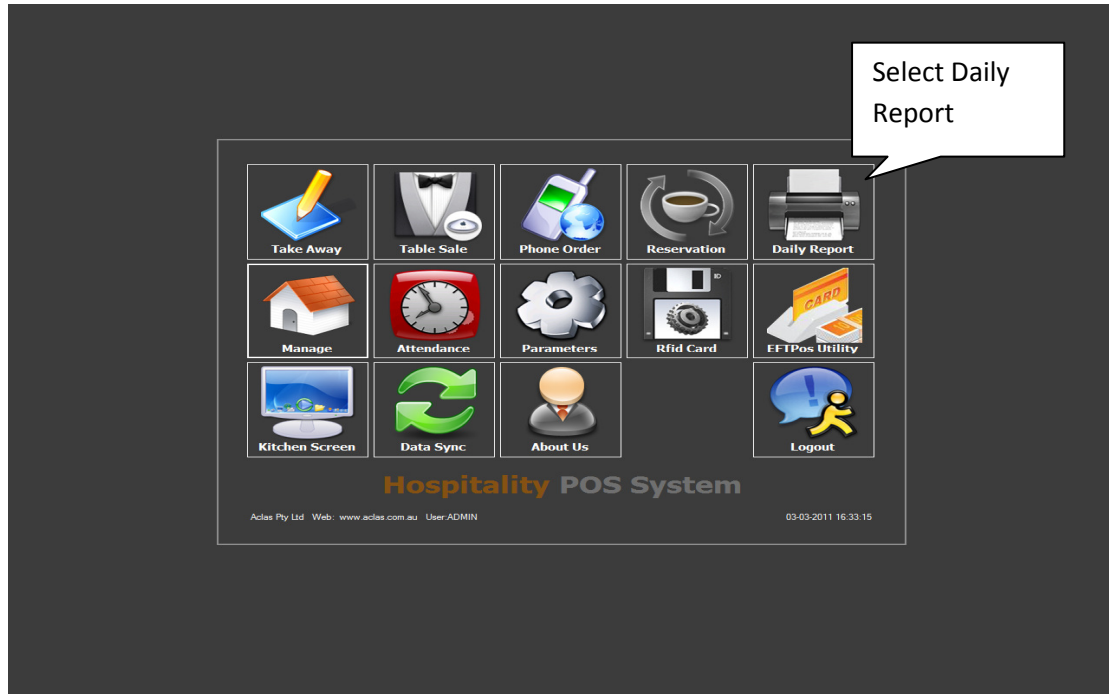 Select Daily
Report
Take Away
Table Sale
Phone Order
Reservation
Daily Report
Manage
Attendance
Parameters
Rfid Card
CARD
EFTPos Utility
Kitchen Screen
Data Sync
About Us
Logout
Hospitality POS System
Aclas Pty Ltd Web: www.aclas.com.au User:ADMIN
03-03-2011 16:33:15